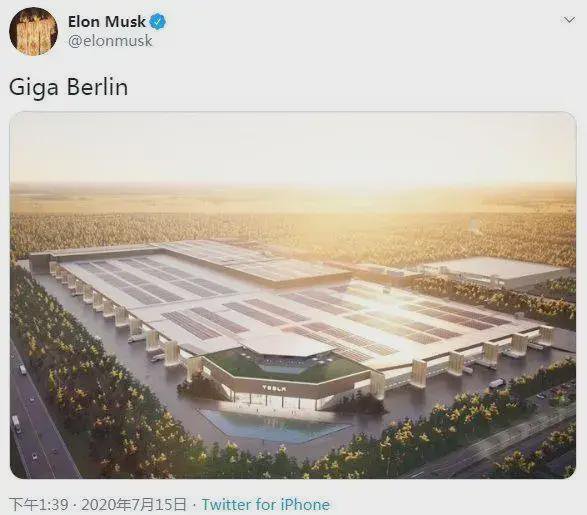 Elon Musk
@elonmusk
Giga Berlin
TESLA
下午1:39 · 2020年7月15日 · Twitter for iPhone